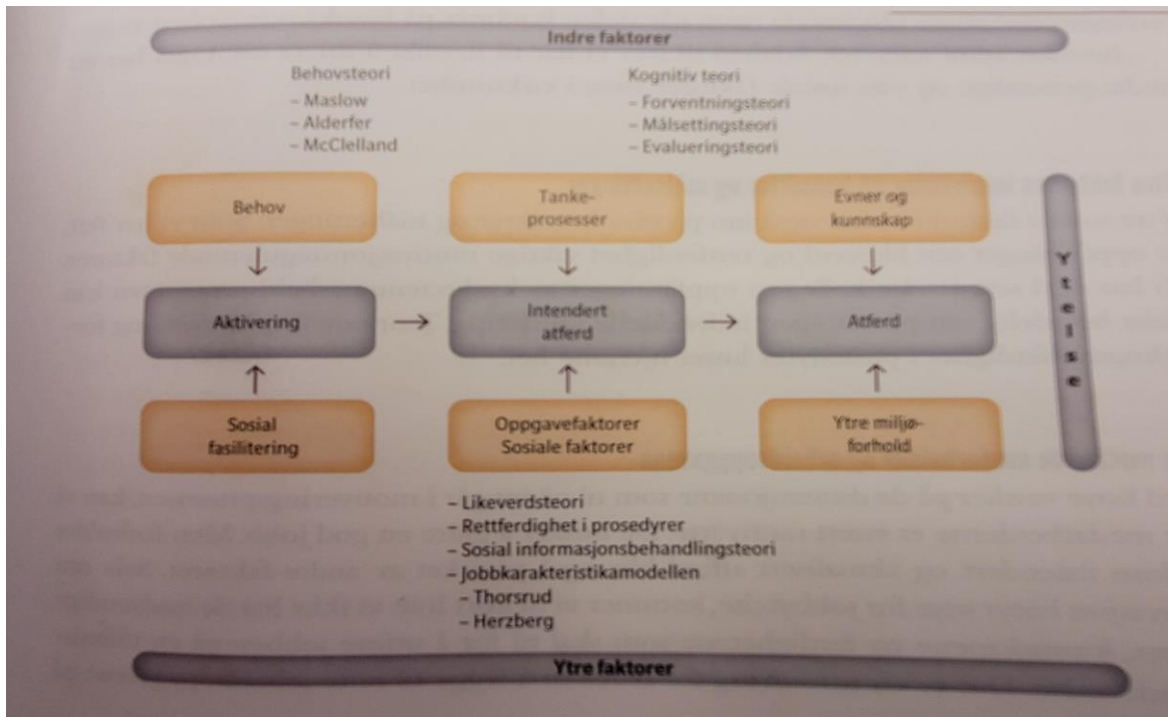 Indre faktorer
Behovsteori
– Maslow
– Alderfer
– McClelland
Kognitiv teori
– Forventningsteori
– Målsettingsteori
– Evalueringsteori
Behov
Tanke-
prosesser
Evner og
kunnskap
Aktivering
Intendert
atferd
Atferd
Sosial
fasilitering
Oppgavefaktorer
Sosiale faktorer
Ytre miljø-
forhold
Ytelse
– Likeverdsteori
– Rettferdighet i prosedyrer
– Sosial informasjonsbehandlingsteori
– Jobbkarakteristikamodellen
– Thorsrud
– Herzberg
Ytre faktorer